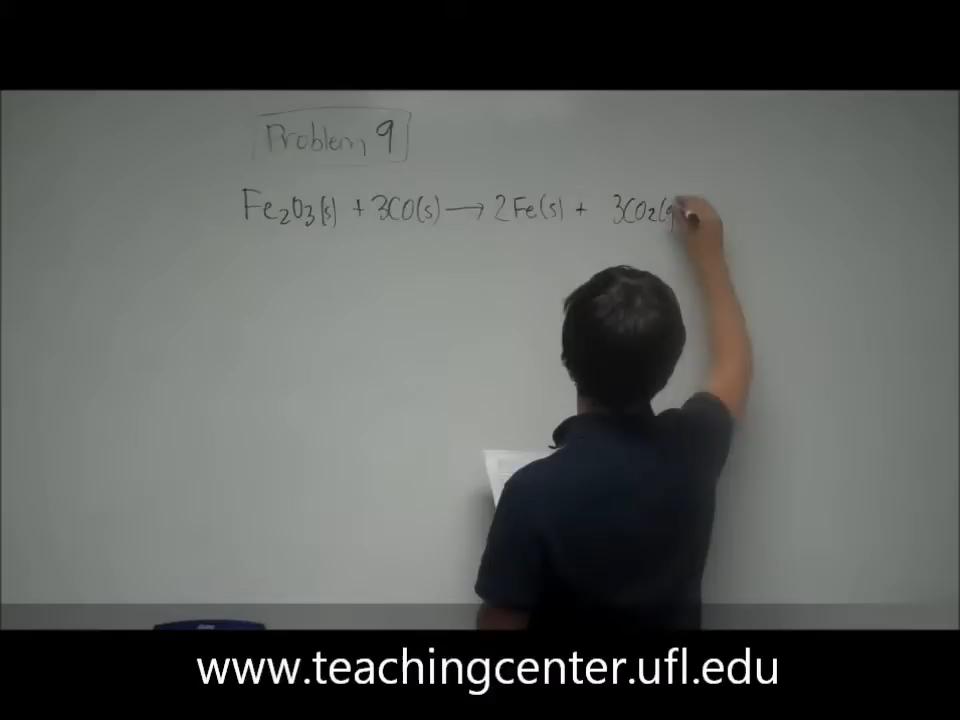 Problem 9
Fe₂O₃(s) + 3CO(s) → 2Fe(s) + 3CO₂(g
www.teachingcenter.ufl.edu